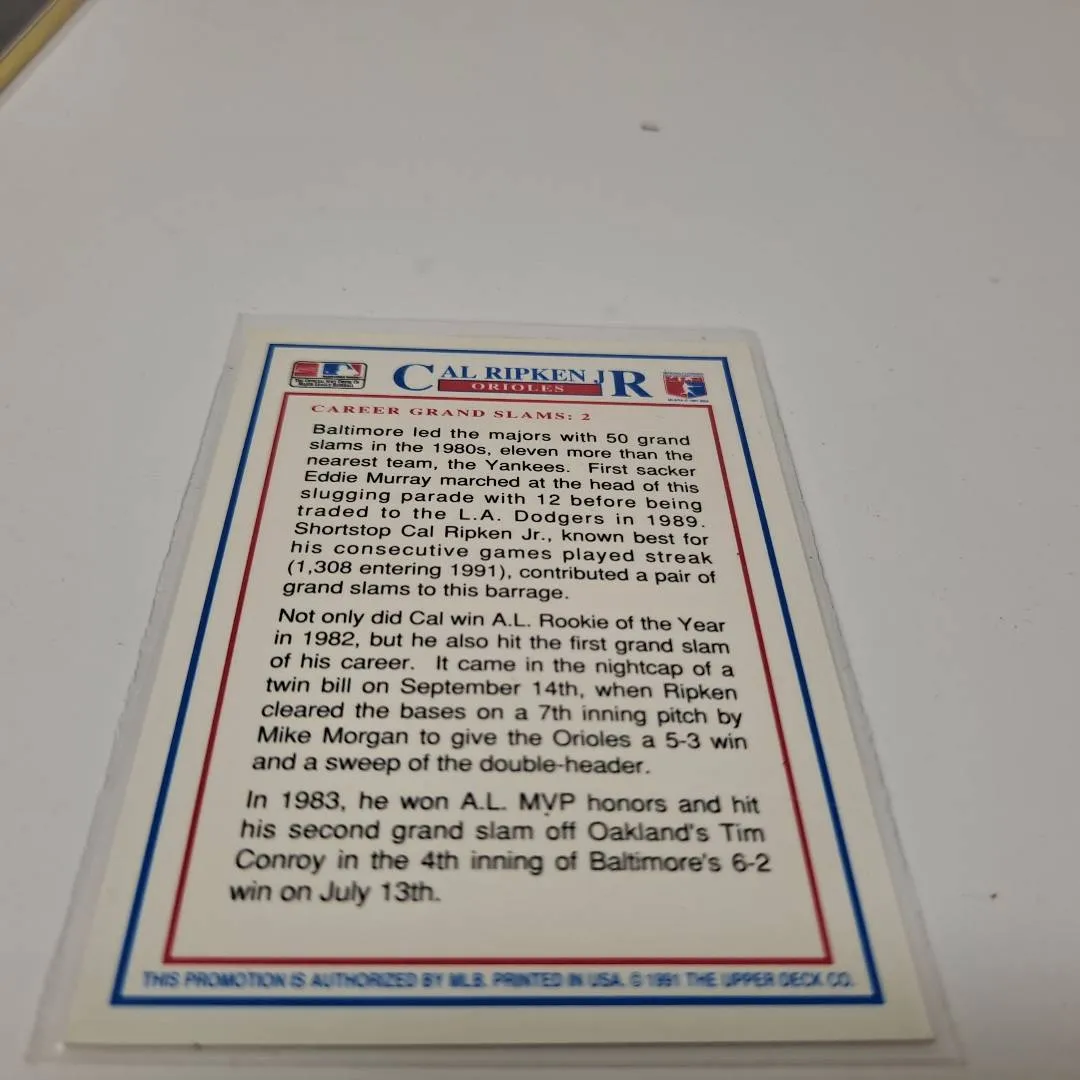 CAL RIPKEN JR
ORIOLES
CAREER GRAND SLAMS: 2
Baltimore led the majors with 50 grand
slams in the 1980s, eleven more than the
nearest team, the Yankees. First sacker
Eddie Murray marched at the head of this
slugging parade with 12 before being
traded to the L.A. Dodgers in 1989.
Shortstop Cal Ripken Jr., known best for
his consecutive games played streak
(1,308 entering 1991), contributed a pair of
grand slams to this barrage.
Not only did Cal win A.L. Rookie of the Year
in 1982, but he also hit the first grand slam
of his career. It came in the nightcap of a
twin bill on September 14th, when Ripken
cleared the bases on a 7th inning pitch by
Mike Morgan to give the Orioles a 5-3 win
and a sweep of the double-header.
In 1983, he won A.L. MVP honors and hit
his second grand slam off Oakland's Tim
Conroy in the 4th inning of Baltimore's 6-2
win on July 13th.
THIS PROMOTION IS AUTHORIZED BY MLB. PRINTED IN USA. © 1991 THE UPPER DECK CO.